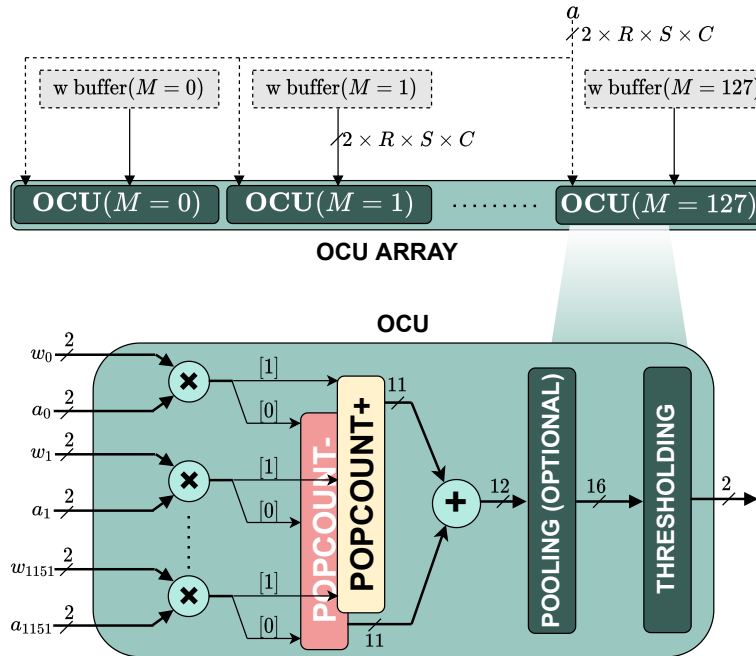 a
2 × R × S × C
w buffer(M = 0)
w buffer(M = 1)
w buffer(M = 127)
2 × R × S × C
OCU(M = 0)
OCU(M = 1)
.........
OCU(M = 127)
OCU ARRAY
OCU
w₀
2
a₀
2
[1]
[0]
w₁
2
a₁
2
[1]
[0]
w₁₁₅₁
2
a₁₁₅₁
2
[1]
[0]
POPCOUNT-
POPCOUNT+
11
11
+
12
POOLING (OPTIONAL)
16
THRESHOLDING
2